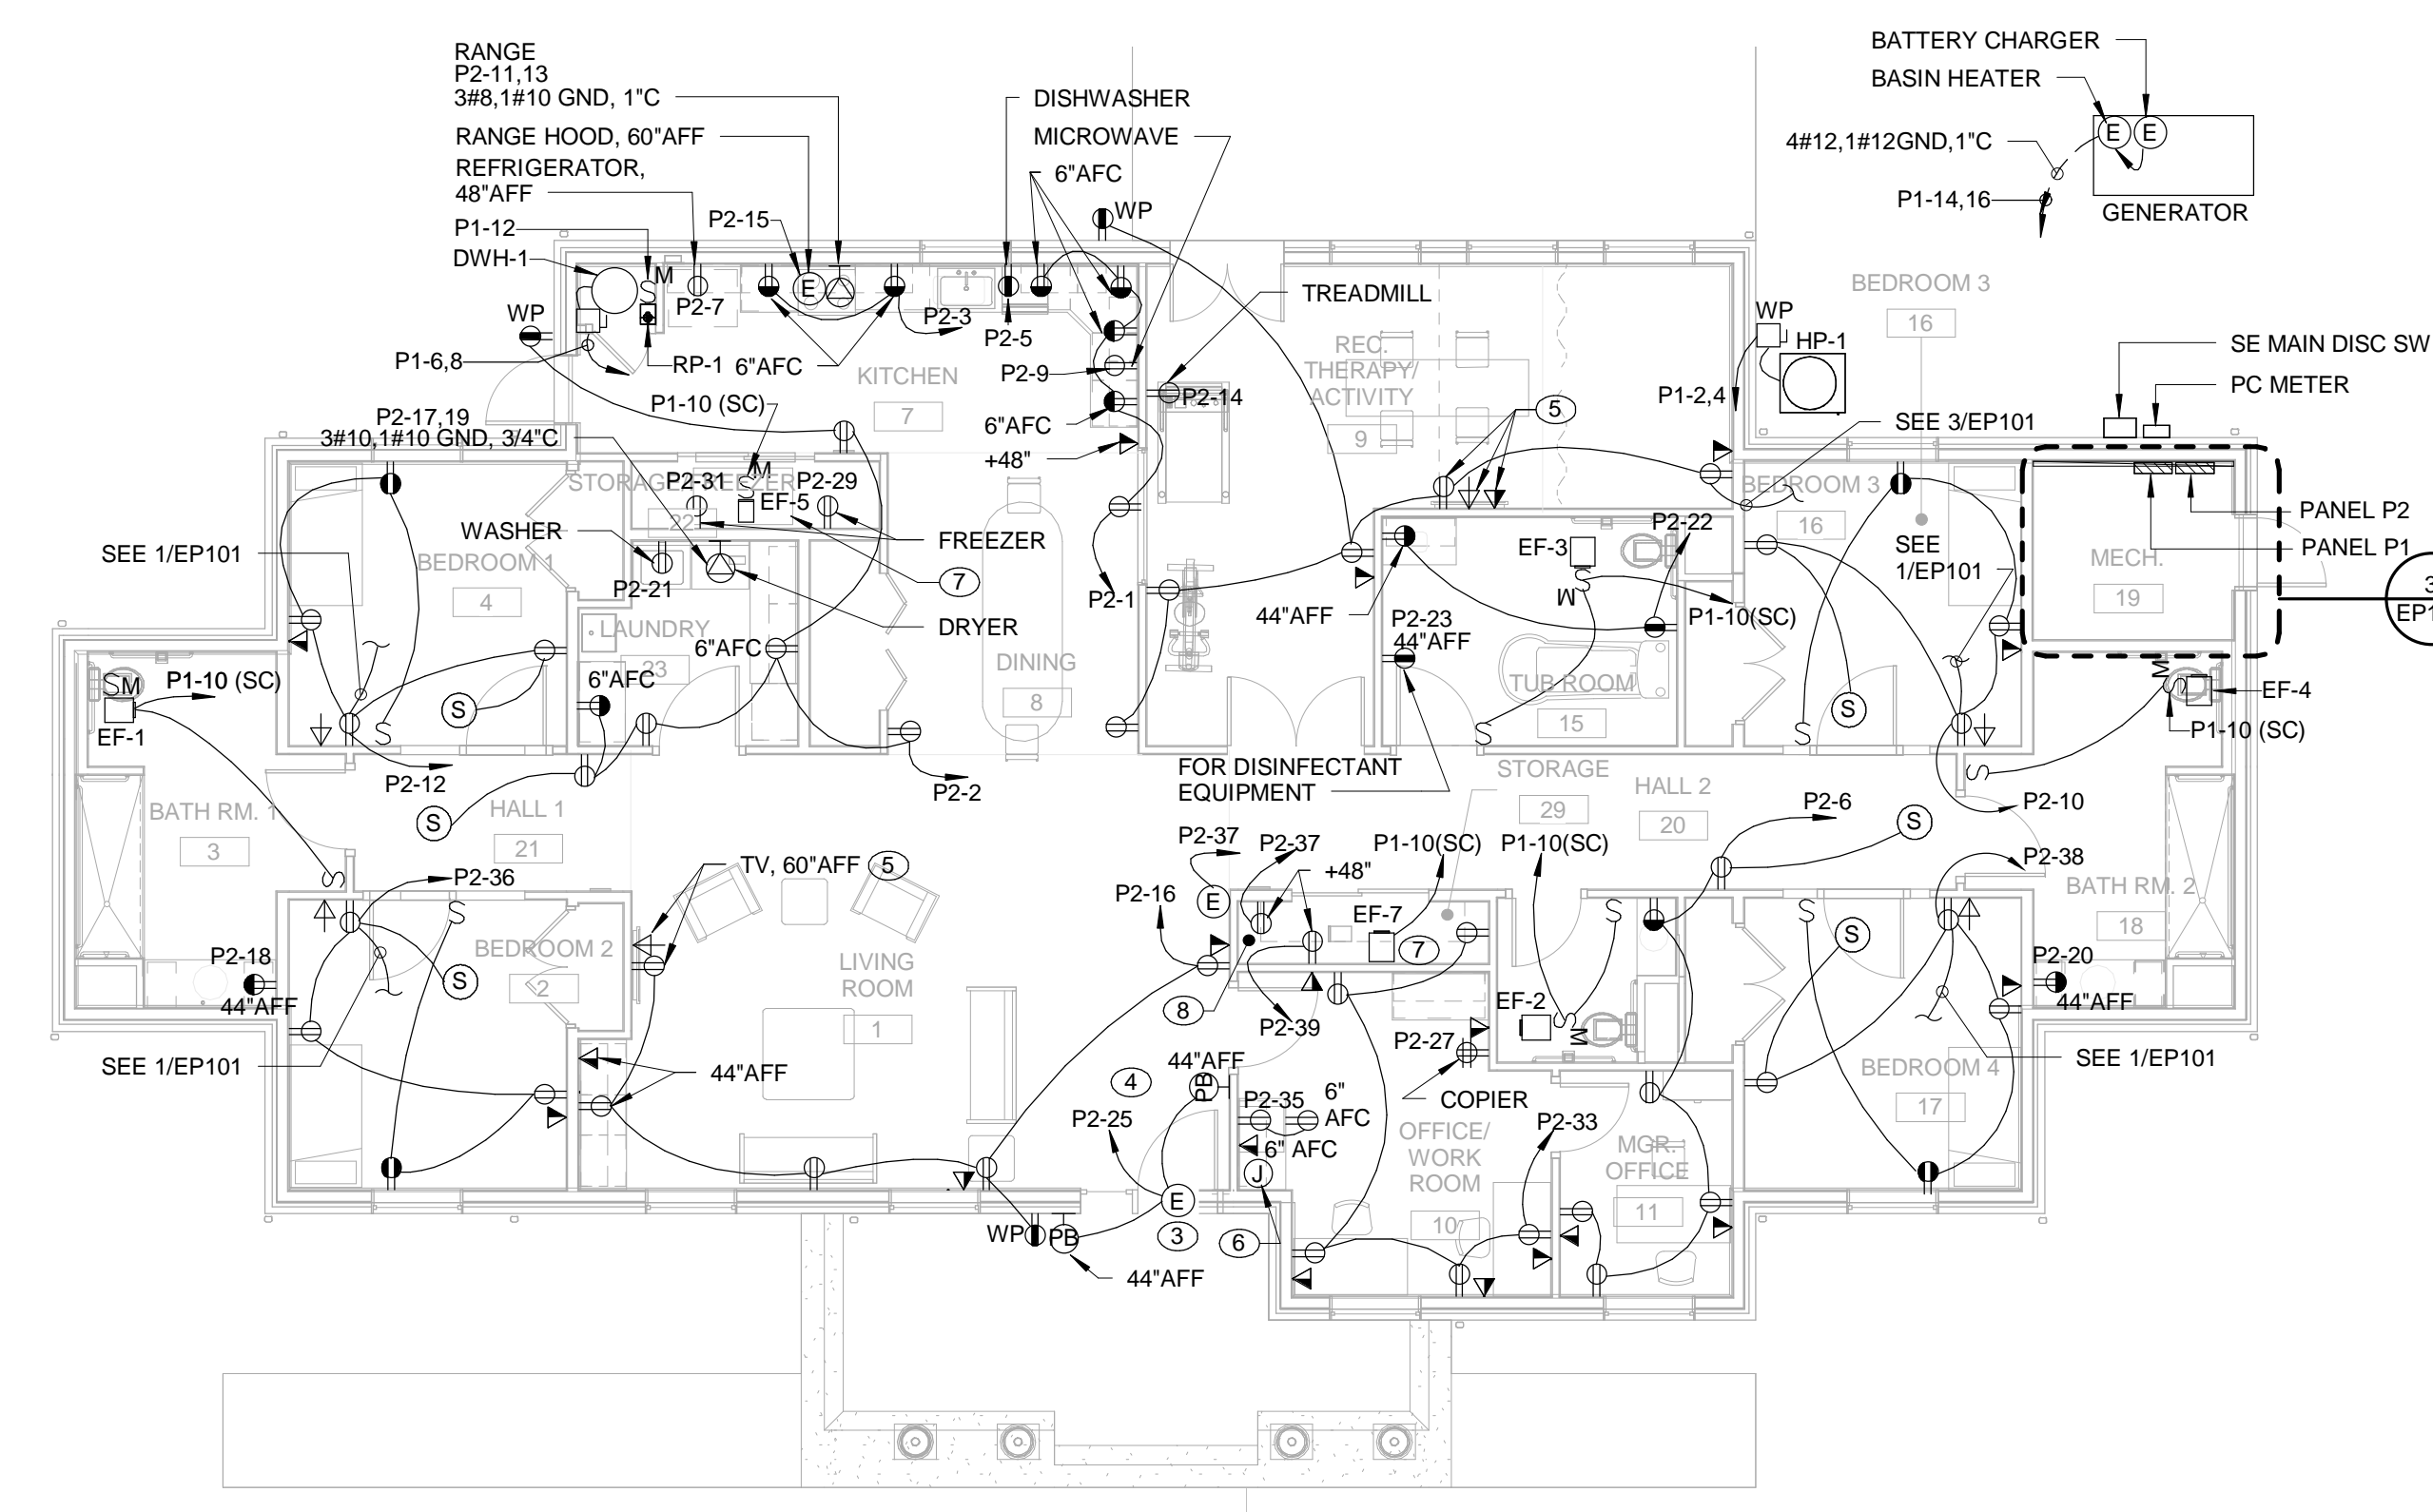 RANGE
P2-11,13
3#8,1#10 GND, 1"C
RANGE HOOD, 60"AFF
REFRIGERATOR,
48"AFF
P1-12
DWH-1
P2-15
DISHWASHER
MICROWAVE
6"AFC
WP
BATTERY CHARGER
BASIN HEATER
4#12,1#12GND,1"C
P1-14,16
E
E
GENERATOR
M
S
WP
P2-7
E
P2-3
P2-5
P1-6,8
RP-1
6"AFC
P2-9
KITCHEN
7
TREADMILL
P2-14
REC.
THERAPY/
ACTIVITY
9
5
BEDROOM 3
16
WP
HP-1
P1-2,4
SE MAIN DISC SW
PC METER
SEE 3/EP101
P2-17,19
3#10,1#10 GND, 3/4"C
P1-10 (SC)
6"AFC
+48"
STORAGE/FREEZER
22
M
S
P2-31
P2-29
EF-5
WASHER
FREEZER
7
SEE 1/EP101
BEDROOM 1
4
P2-21
DRYER
LAUNDRY
23
6"AFC
6"AFC
DINING
8
P2-1
44"AFF
EF-3
S
M
P2-22
P1-10(SC)
P2-23
44"AFF
TUB ROOM
15
S
BEDROOM 3
16
SEE
1/EP101
MECH.
19
PANEL P2
PANEL P1
3
EP1
SM
P1-10 (SC)
EF-1
S
S
P2-12
S
HALL 1
21
P2-2
FOR DISINFECTANT
EQUIPMENT
STORAGE
29
HALL 2
20
S
S
M
S
EF-4
P1-10 (SC)
S
P2-10
BATH RM. 1
3
S
P2-36
TV, 60"AFF
5
P2-37
P2-37
E
P2-16
+48"
P1-10(SC)
P1-10(SC)
P2-6
S
P2-38
BATH RM. 2
18
P2-18
44"AFF
S
S
BEDROOM 2
2
LIVING
ROOM
1
EF-7
7
8
P2-39
S
EF-2
S
M
S
S
P2-20
44"AFF
SEE 1/EP101
44"AFF
44"AFF
4
PB
P2-25
P2-35
6"
AFC
6" AFC
J
P2-27
COPIER
P2-33
OFFICE/
WORK
ROOM
10
MGR.
OFFICE
11
BEDROOM 4
17
SEE 1/EP101
WP
PB
E
3
6
44"AFF